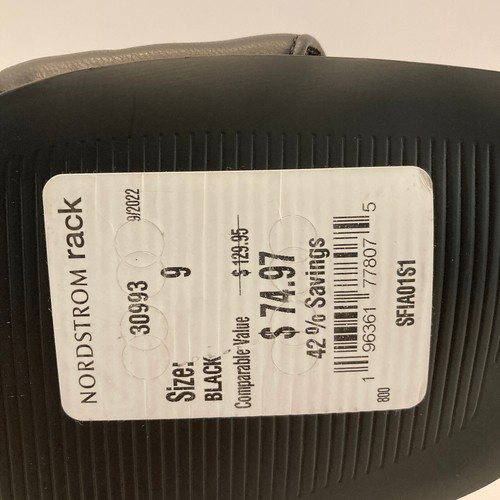 NORDSTROM rack
30993 9/2022
Size: 9
BLACK
Comparable Value $ 129.95
$ 74.97
42 % Savings
1 96361 77807 5
800 SFIA01S1